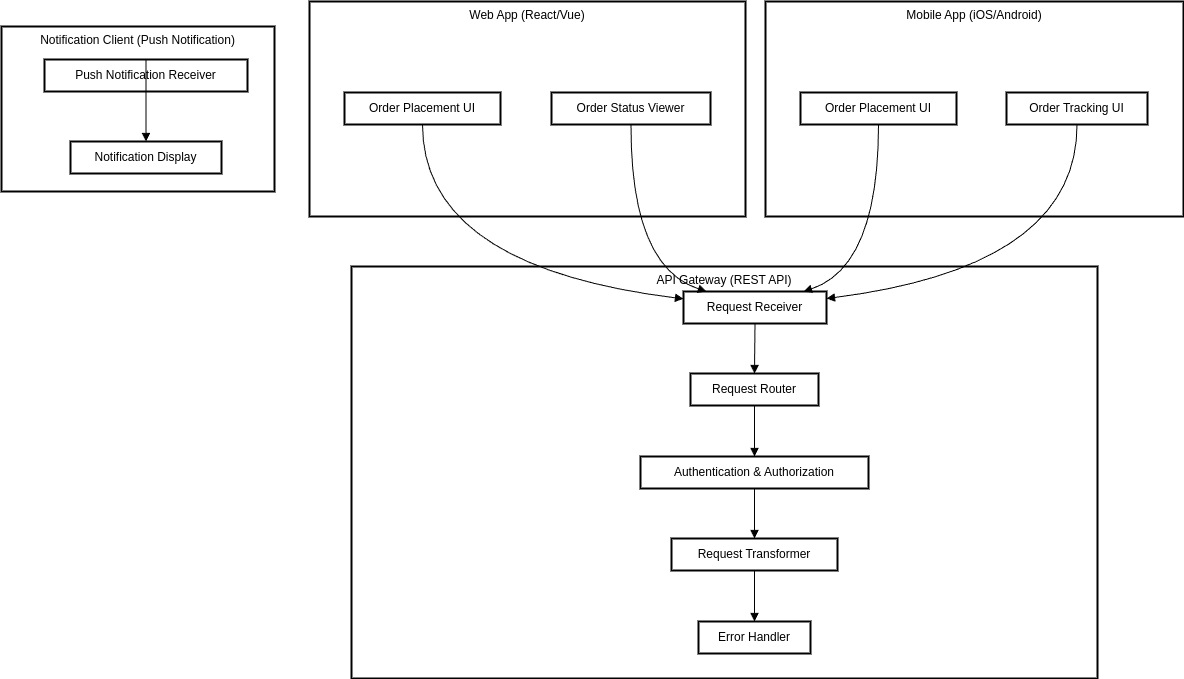 Notification Client (Push Notification)
Push Notification Receiver
Notification Display
Web App (React/Vue)
Order Placement UI
Order Status Viewer
Mobile App (iOS/Android)
Order Placement UI
Order Tracking UI
API Gateway (REST API)
Request Receiver
Request Router
Authentication & Authorization
Request Transformer
Error Handler